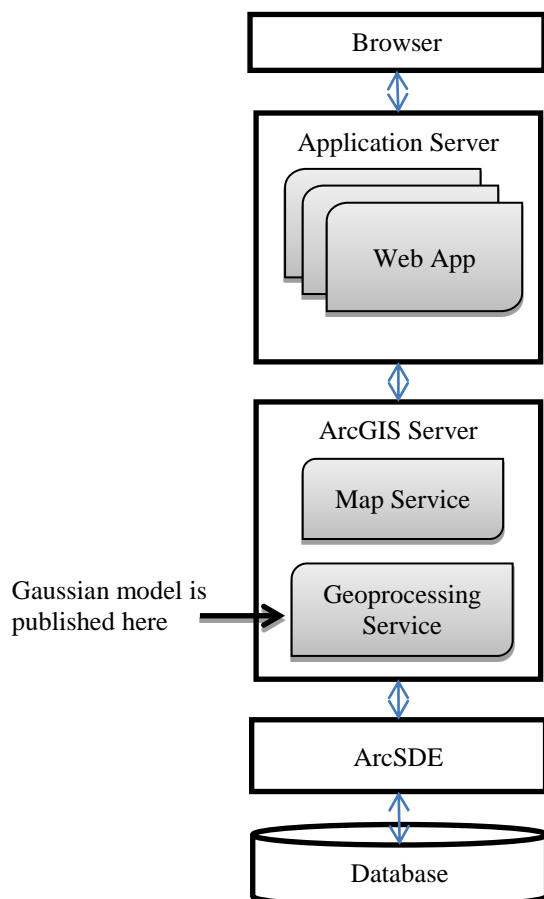 Browser
Application Server
Web App
ArcGIS Server
Map Service
Gaussian model is
published here
Geoprocessing
Service
ArcSDE
Database